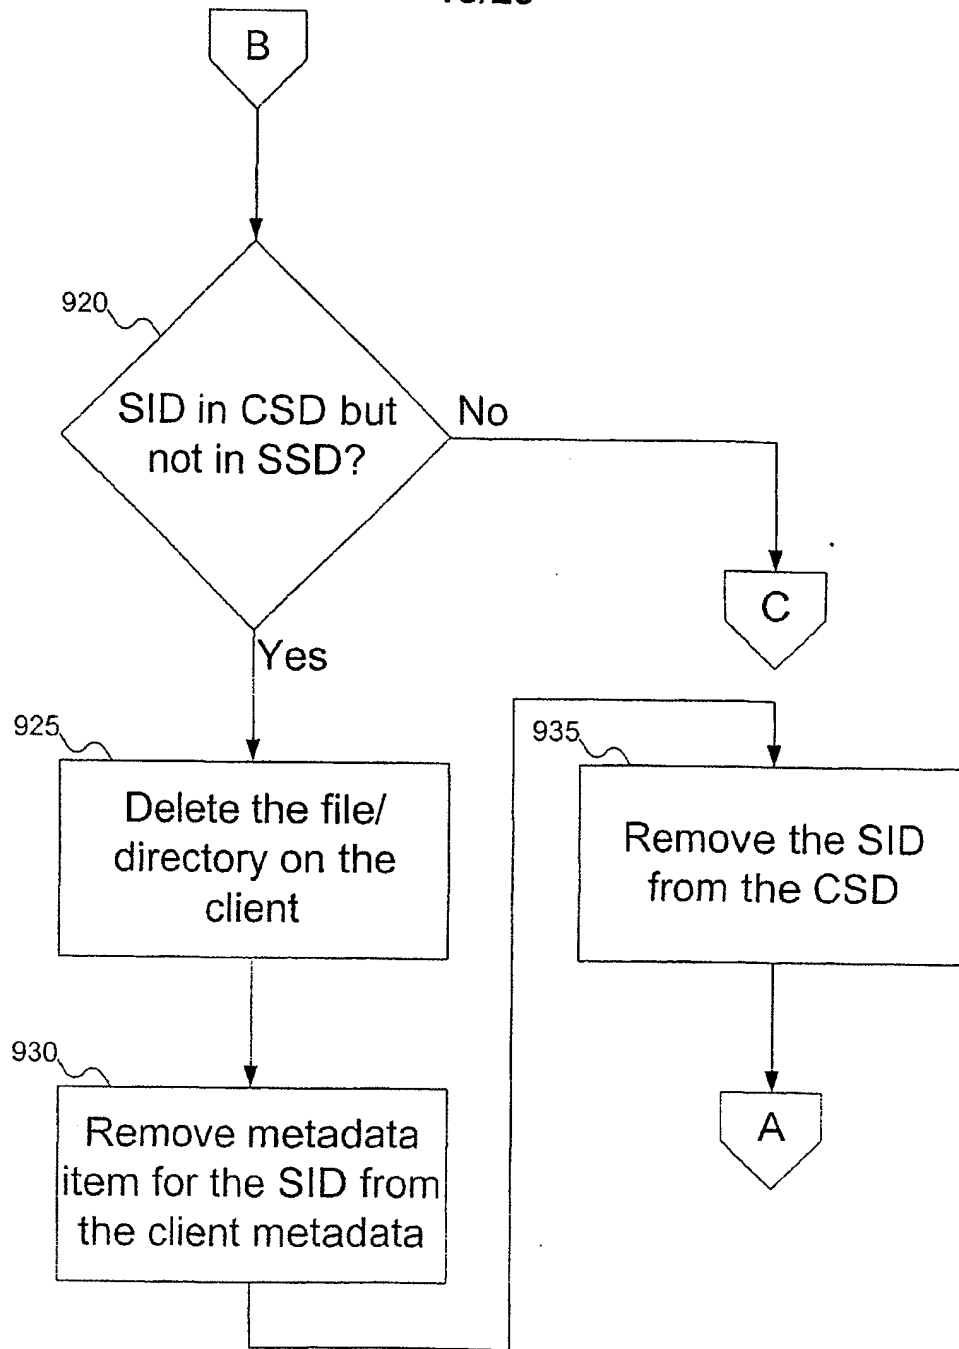 B
920
SID in CSD but
not in SSD?
No
C
Yes
925
Delete the file/
directory on the
client
935
Remove the SID
from the CSD
930
Remove metadata
item for the SID from
the client metadata
A